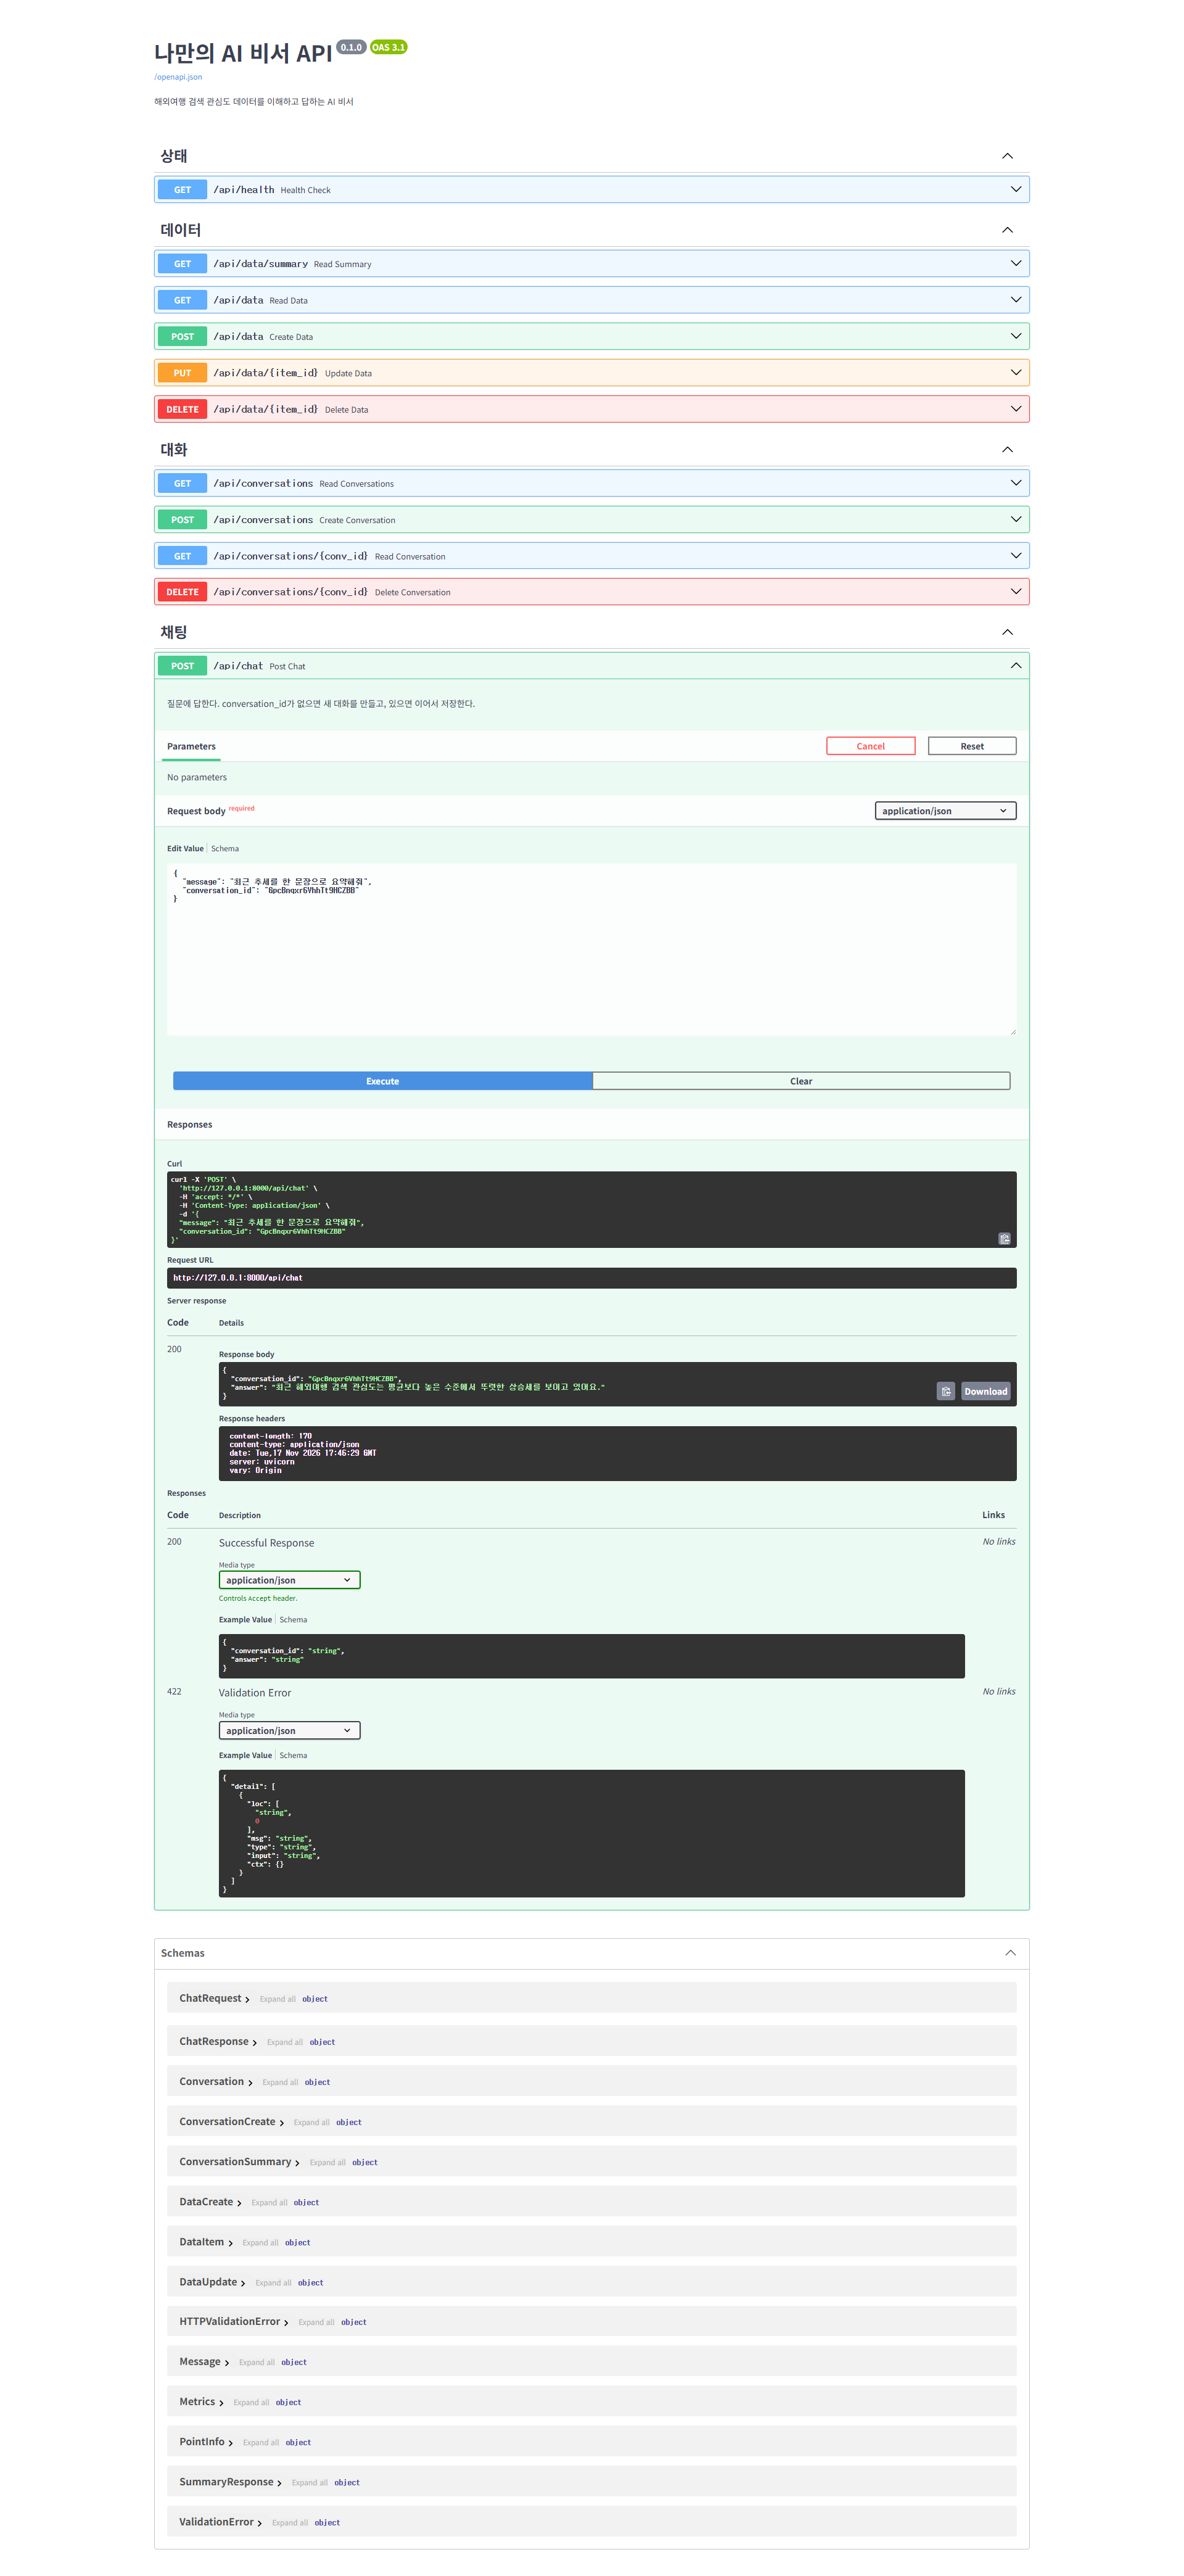 나만의 AI 비서 API 0.1.0 OAS 3.1
/openapi.json
해외여행 검색 관심도 데이터를 이해하고 답하는 AI 비서
상태
GET /api/health Health Check
데이터
GET /api/data/summary Read Summary
GET /api/data Read Data
POST /api/data Create Data
PUT /api/data/{item_id} Update Data
DELETE /api/data/{item_id} Delete Data
대화
GET /api/conversations Read Conversations
POST /api/conversations Create Conversation
GET /api/conversations/{conv_id} Read Conversation
DELETE /api/conversations/{conv_id} Delete Conversation
채팅
POST /api/chat Post Chat
질문에 답한다. conversation_id가 없으면 새 대화를 만들고, 있으면 이어서 저장한다.
Parameters Cancel Reset
No parameters
Request body required application/json
Edit Value Schema
{
"message": "최근 추세를 한 문장으로 요약해줘",
"conversation_id": "GpcBnqxr6VhhTt9HCZBB"
}
Execute Clear
Responses
Curl
curl -X 'POST' \
'http://127.0.0.1:8000/api/chat' \
-H 'accept: */*' \
-H 'Content-Type: application/json' \
-d '{
"message": "최근 추세를 한 문장으로 요약해줘",
"conversation_id": "GpcBnqxr6VhhTt9HCZBB"
}'
Request URL
http://127.0.0.1:8000/api/chat
Server response
Code Details
200
Response body
{
"conversation_id": "GpcBnqxr6VhhTt9HCZBB",
"answer": "최근 해외여행 검색 관심도는 평균보다 높은 수준에서 뚜렷한 상승세를 보이고 있어요."
}
Download
Response headers
content-length: 170
content-type: application/json
date: Tue,17 Nov 2026 17:46:29 GMT
server: uvicorn
vary: Origin
Responses
Code Description Links
200 Successful Response No links
Media type
application/json
Controls Accept header.
Example Value Schema
{
"conversation_id": "string",
"answer": "string"
}
422 Validation Error No links
Media type
application/json
Example Value Schema
{
"detail": [
{
"loc": [
"string",
0
],
"msg": "string",
"type": "string",
"input": "string",
"ctx": {}
}
]
}
Schemas
ChatRequest Expand all object
ChatResponse Expand all object
Conversation Expand all object
ConversationCreate Expand all object
ConversationSummary Expand all object
DataCreate Expand all object
DataItem Expand all object
DataUpdate Expand all object
HTTPValidationError Expand all object
Message Expand all object
Metrics Expand all object
PointInfo Expand all object
SummaryResponse Expand all object
ValidationError Expand all object